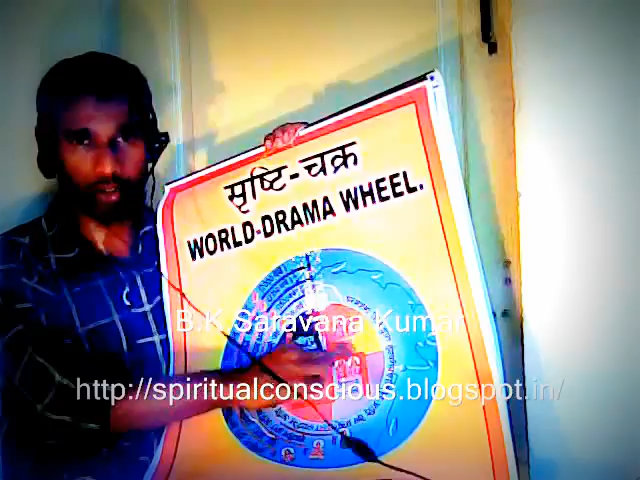 सृष्टि-चक्र
WORLD-DRAMA WHEEL.
B.K Saravana Kumar
http://spiritualconscious.blogspot.in/